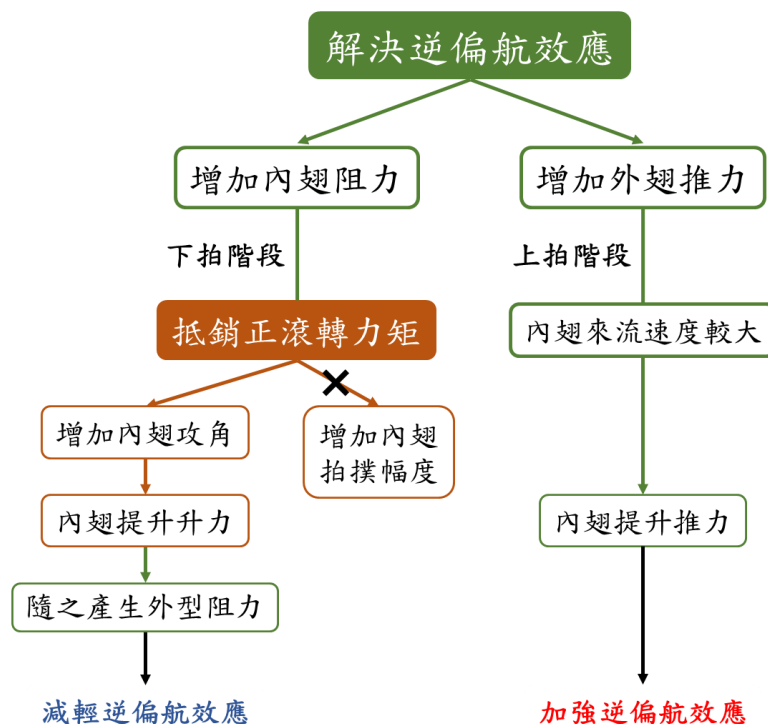 解決逆偏航效應
增加內翅阻力
增加外翅推力
下拍階段
上拍階段
抵銷正滾轉力矩
內翅來流速度較大
增加內翅攻角
增加內翅
拍撲幅度
內翅提升升力
內翅提升推力
隨之產生外型阻力
減輕逆偏航效應
加強逆偏航效應